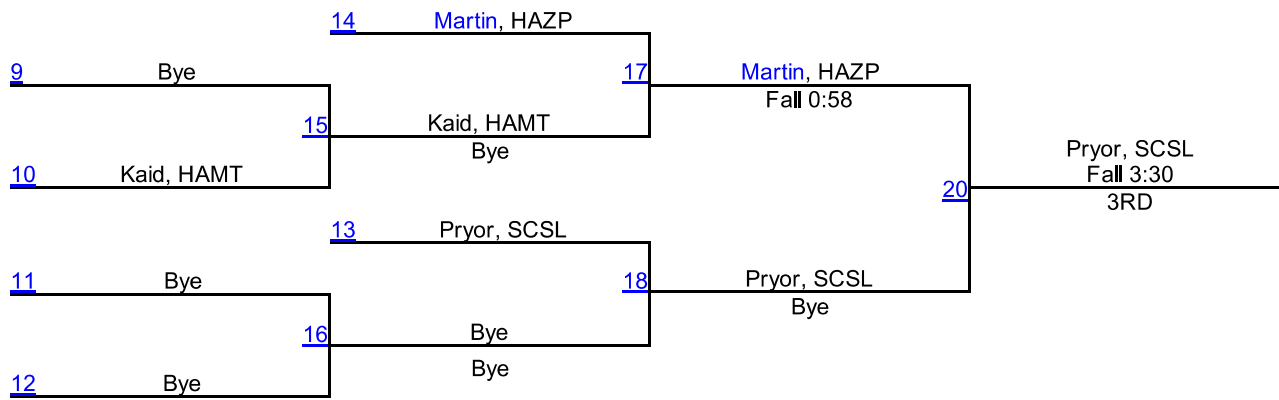 14 Martin, HAZP
9 Bye
17 Martin, HAZP
Fall 0:58
15 Kaid, HAMT
Bye
10 Kaid, HAMT
Pryor, SCSL
Fall 3:30
20
3RD
13 Pryor, SCSL
11 Bye
18 Pryor, SCSL
Bye
16 Bye
Bye
12 Bye